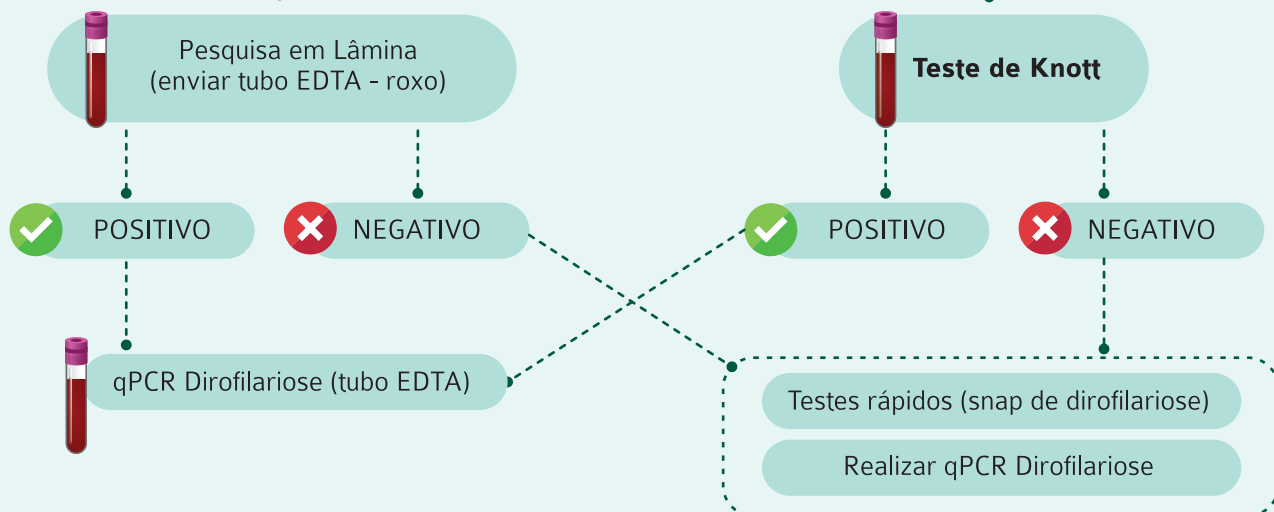 Pesquisa em Lâmina
(enviar tubo EDTA - roxo)
Teste de Knott
POSITIVO
NEGATIVO
POSITIVO
NEGATIVO
qPCR Dirofilariose (tubo EDTA)
Testes rápidos (snap de dirofilariose)
Realizar qPCR Dirofilariose